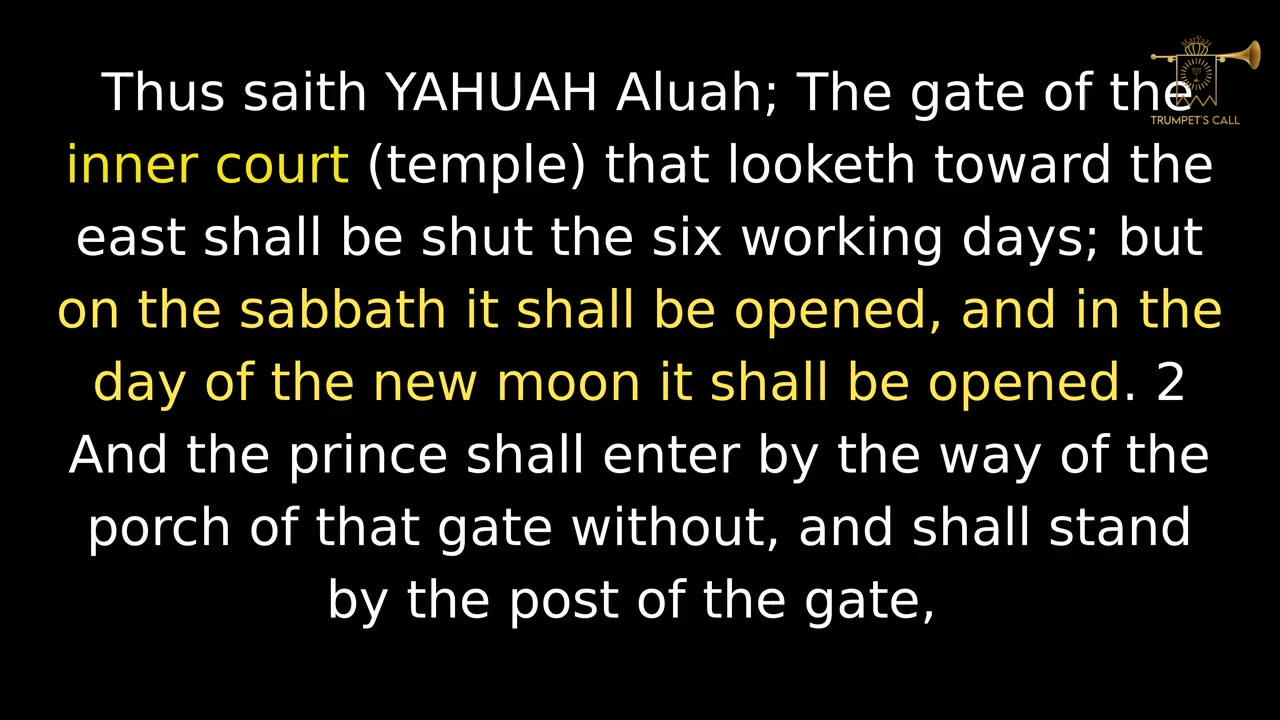 Thus saith YAHUAH Aluah; The gate of the
inner court (temple) that looketh toward the
east shall be shut the six working days; but
on the sabbath it shall be opened, and in the
day of the new moon it shall be opened. 2
And the prince shall enter by the way of the
porch of that gate without, and shall stand
by the post of the gate,
TRUMPET'S CALL